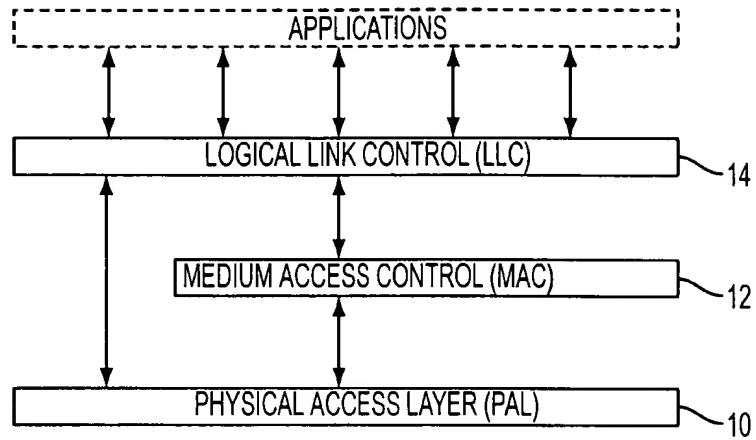 APPLICATIONS
LOGICAL LINK CONTROL (LLC)
14
MEDIUM ACCESS CONTROL (MAC)
12
PHYSICAL ACCESS LAYER (PAL)
10